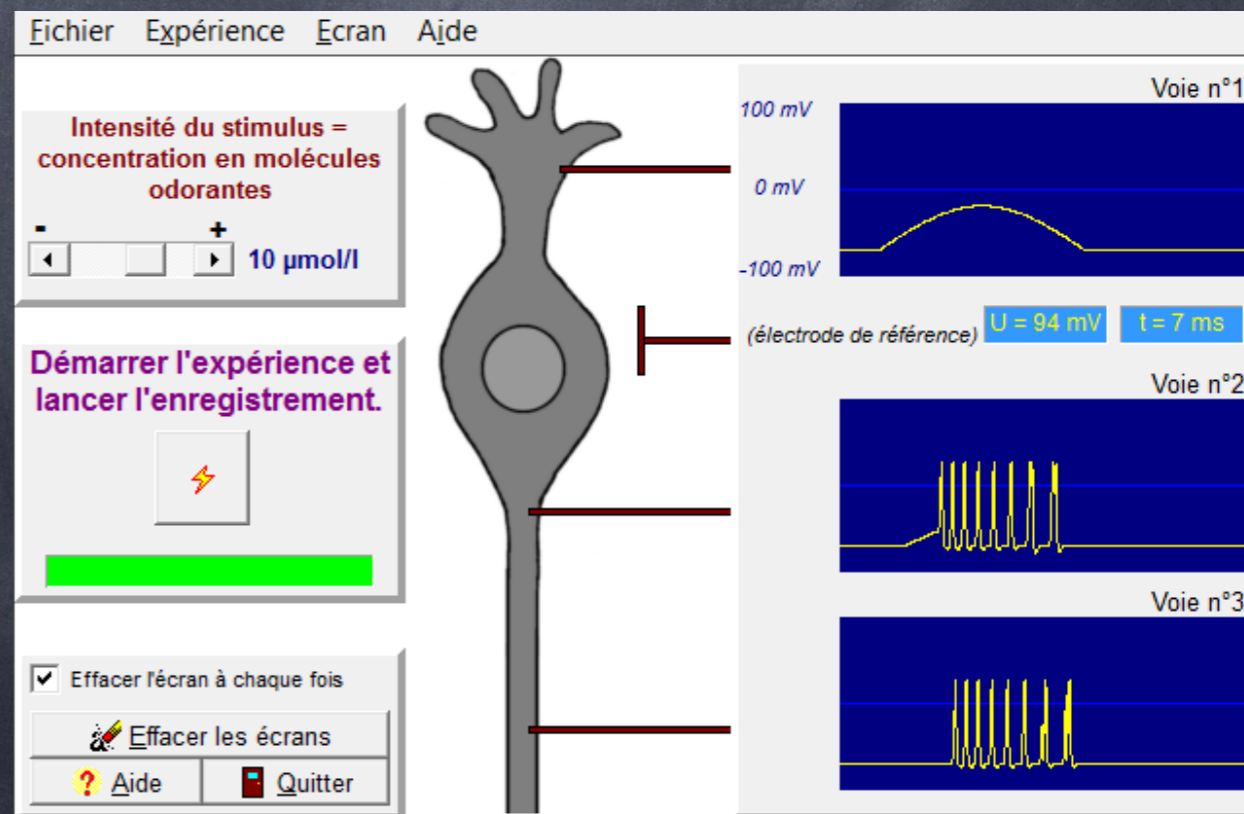 Fichier Expérience Ecran Aide
Intensité du stimulus =
concentration en molécules
odorantes
- +
10 µmol/l
Démarrer l'expérience et
lancer l'enregistrement.
Effacer l'écran à chaque fois
Effacer les écrans
? Aide
Quitter
Voie n°1
100 mV
0 mV
-100 mV
(électrode de référence) U = 94 mV t = 7 ms
Voie n°2
Voie n°3